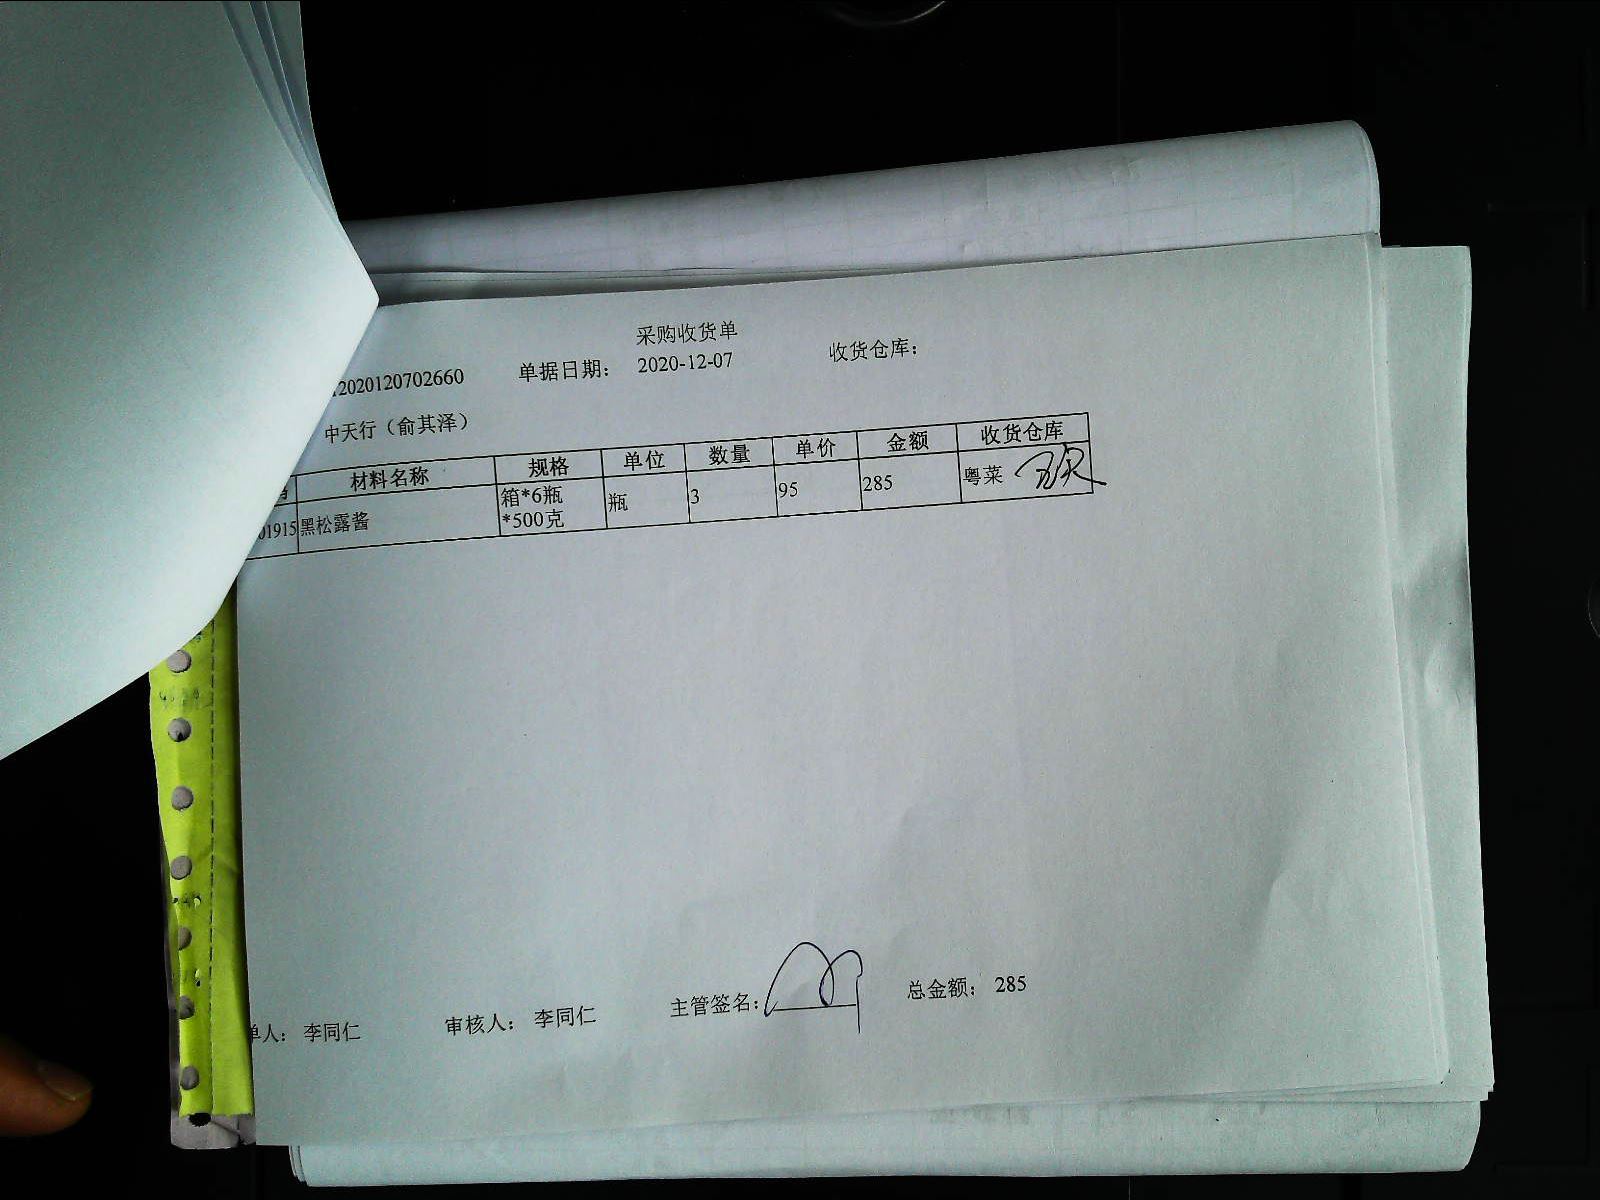 采购收货单
2020120702660 单据日期： 2020-12-07 收货仓库：
中天行（俞其泽）
材料名称 规格 单位 数量 单价 金额 收货仓库
01915 黑松露酱 箱*6瓶 瓶 3 95 285 粤菜
*500克
单人： 李同仁 审核人： 李同仁 主管签名： 总金额： 285